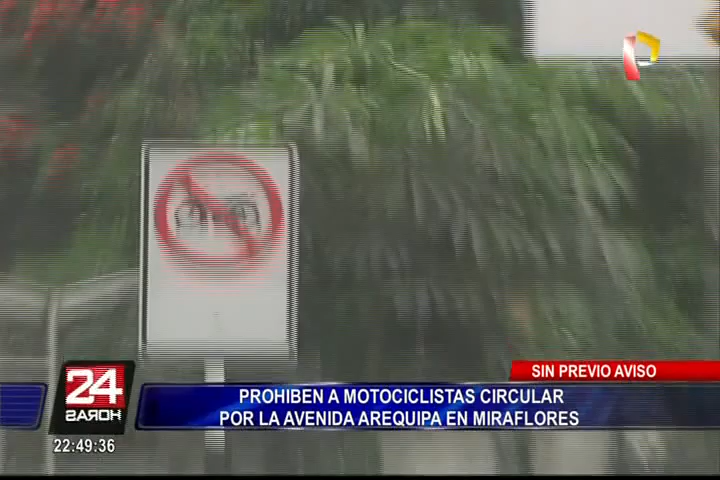 SIN PREVIO AVISO
24
HORAS
PROHIBEN A MOTOCICLISTAS CIRCULAR
POR LA AVENIDA AREQUIPA EN MIRAFLORES
22:49:36